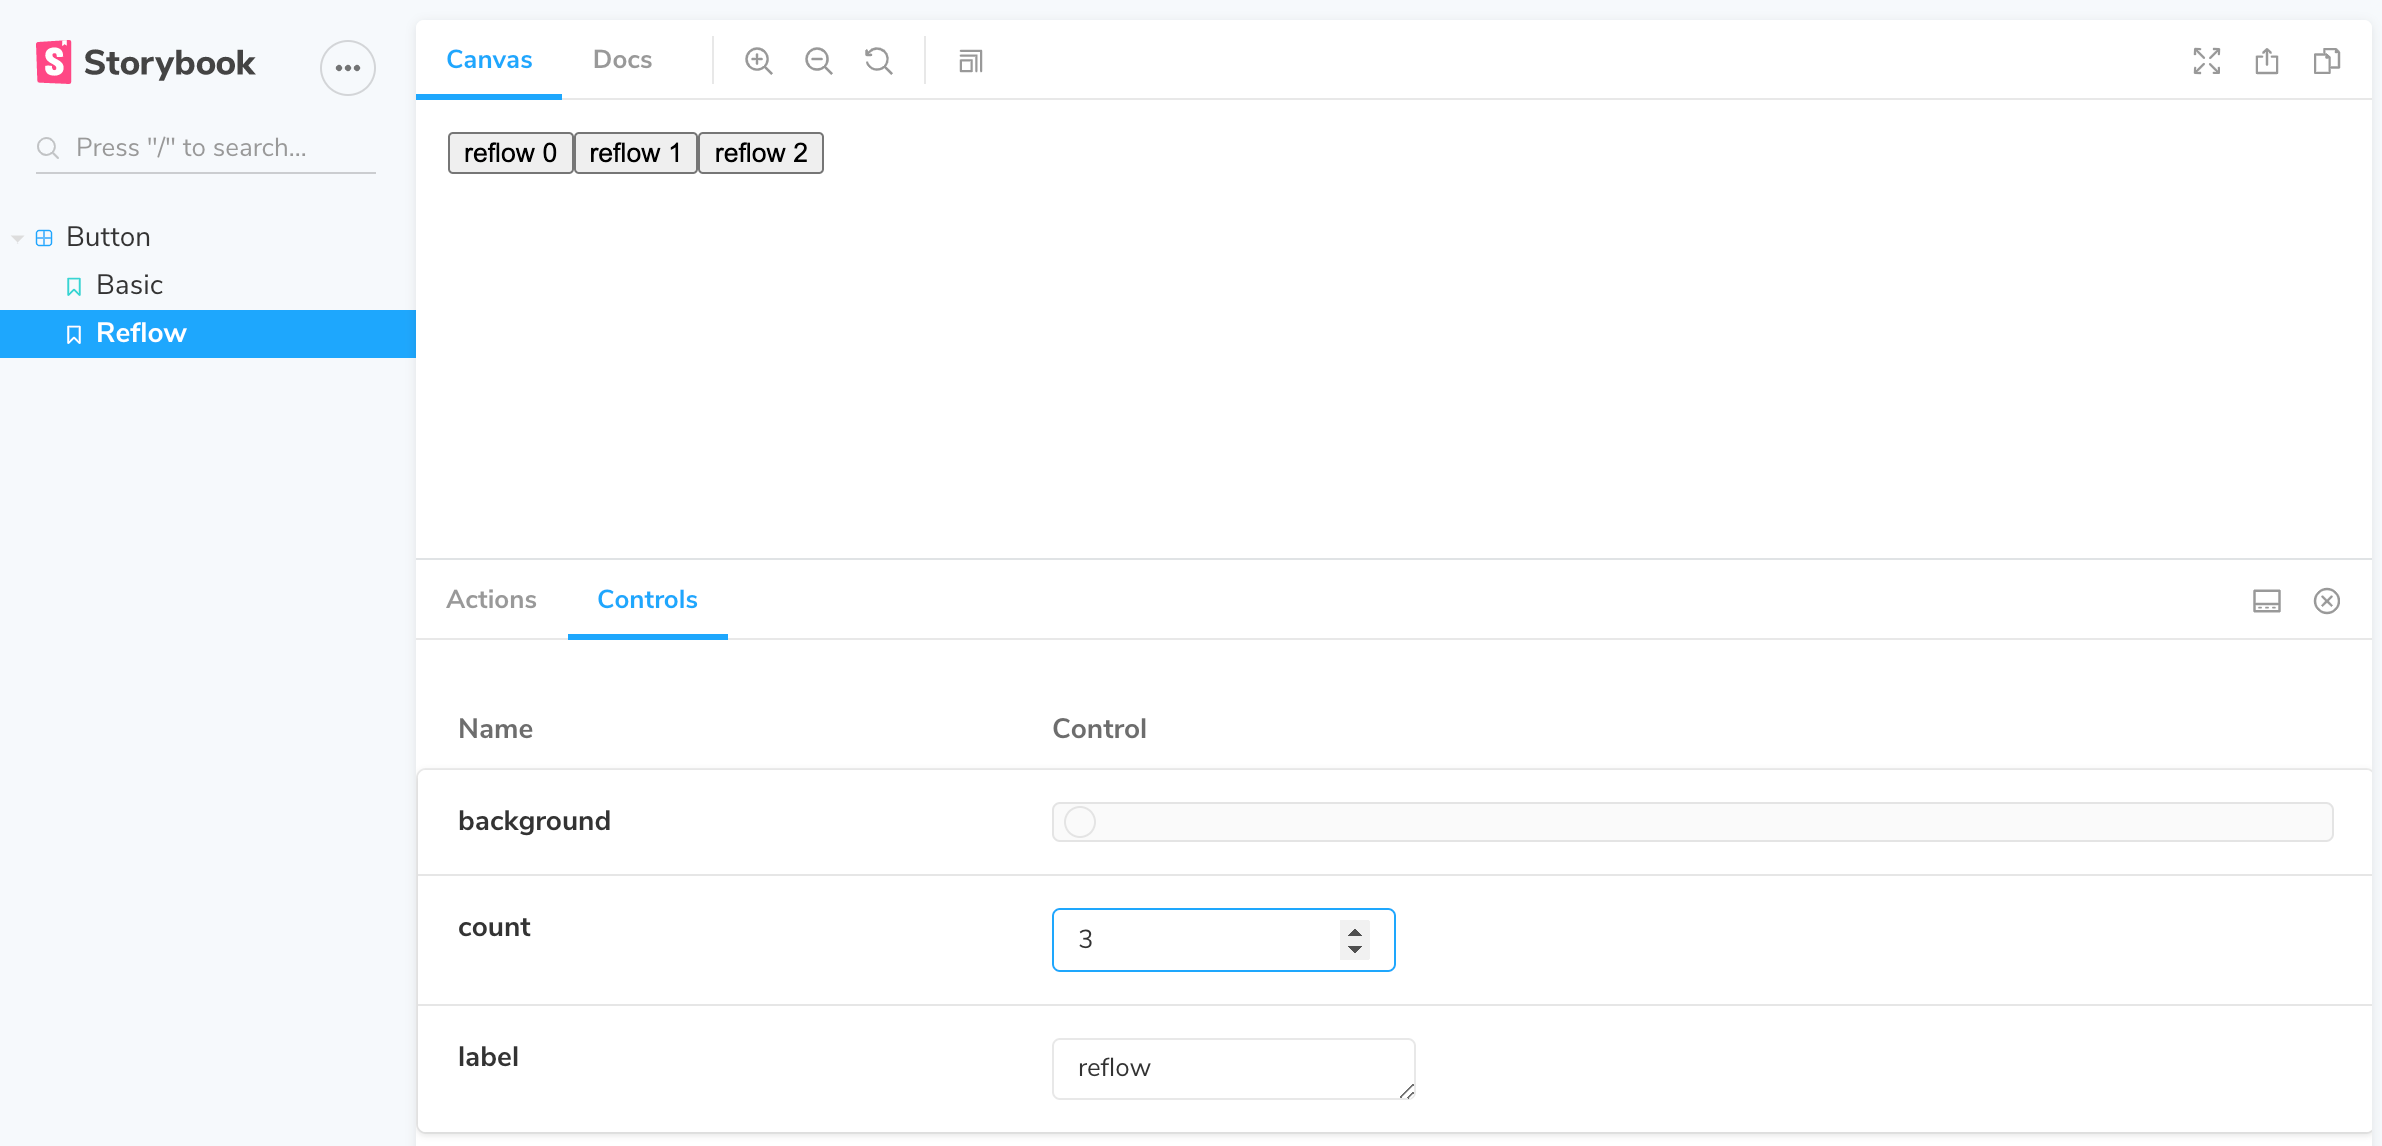 Storybook
Press "/" to search...
Button
Basic
Reflow
Canvas Docs
reflow 0 reflow 1 reflow 2
Actions Controls
Name Control
background
count 3
label reflow